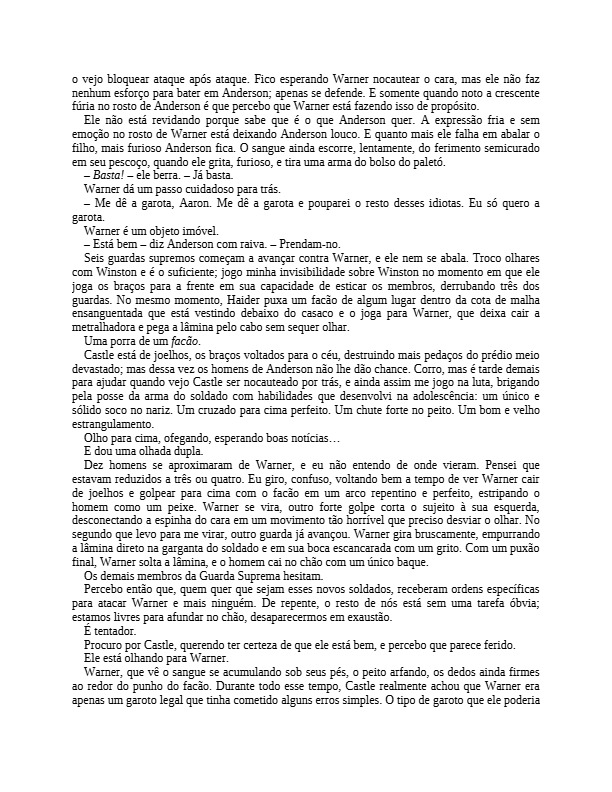 o vejo bloquear ataque após ataque. Fico esperando Warner nocautear o cara, mas ele não faz
nenhum esforço para bater em Anderson; apenas se defende. E somente quando noto a crescente
fúria no rosto de Anderson é que percebo que Warner está fazendo isso de propósito.
Ele não está revidando porque sabe que é o que Anderson quer. A expressão fria e sem
emoção no rosto de Warner está deixando Anderson louco. E quanto mais ele falha em abalar o
filho, mais furioso Anderson fica. O sangue ainda escorre, lentamente, do ferimento semicurado
em seu pescoço, quando ele grita, furioso, e tira uma arma do bolso do paletó.
– Basta! – ele berra. – Já basta.
Warner dá um passo cuidadoso para trás.
– Me dê a garota, Aaron. Me dê a garota e pouparei o resto desses idiotas. Eu só quero a
garota.
Warner é um objeto imóvel.
– Está bem – diz Anderson com raiva. – Prendam-no.
Seis guardas supremos começam a avançar contra Warner, e ele nem se abala. Troco olhares
com Winston e é o suficiente; jogo minha invisibilidade sobre Winston no momento em que ele
joga os braços para a frente em sua capacidade de esticar os membros, derrubando três dos
guardas. No mesmo momento, Haider puxa um facão de algum lugar dentro da cota de malha
ensanguentada que está vestindo debaixo do casaco e o joga para Warner, que deixa cair a
metralhadora e pega a lâmina pelo cabo sem sequer olhar.
Uma porra de um facão.
Castle está de joelhos, os braços voltados para o céu, destruindo mais pedaços do prédio meio
devastado; mas dessa vez os homens de Anderson não lhe dão chance. Corro, mas é tarde demais
para ajudar quando vejo Castle ser nocauteado por trás, e ainda assim me jogo na luta, brigando
pela posse da arma do soldado com habilidades que desenvolvi na adolescência: um único e
sólido soco no nariz. Um cruzado para cima perfeito. Um chute forte no peito. Um bom e velho
estrangulamento.
Olho para cima, ofegando, esperando boas notícias…
E dou uma olhada dupla.
Dez homens se aproximaram de Warner, e eu não entendo de onde vieram. Pensei que
estavam reduzidos a três ou quatro. Eu giro, confuso, voltando bem a tempo de ver Warner cair
de joelhos e golpear para cima com o facão em um arco repentino e perfeito, estripando o
homem como um peixe. Warner se vira, outro forte golpe corta o sujeito à sua esquerda,
desconectando a espinha do cara em um movimento tão horrível que preciso desviar o olhar. No
segundo que levo para me virar, outro guarda já avançou. Warner gira bruscamente, empurrando
a lâmina direto na garganta do soldado e em sua boca escancarada com um grito. Com um puxão
final, Warner solta a lâmina, e o homem cai no chão com um único baque.
Os demais membros da Guarda Suprema hesitam.
Percebo então que, quem quer que sejam esses novos soldados, receberam ordens específicas
para atacar Warner e mais ninguém. De repente, o resto de nós está sem uma tarefa óbvia;
estamos livres para afundar no chão, desaparecermos em exaustão.
É tentador.
Procuro por Castle, querendo ter certeza de que ele está bem, e percebo que parece ferido.
Ele está olhando para Warner.
Warner, que vê o sangue se acumulando sob seus pés, o peito arfando, os dedos ainda firmes
ao redor do punho do facão. Durante todo esse tempo, Castle realmente achou que Warner era
apenas um garoto legal que tinha cometido alguns erros simples. O tipo de garoto que ele poderia